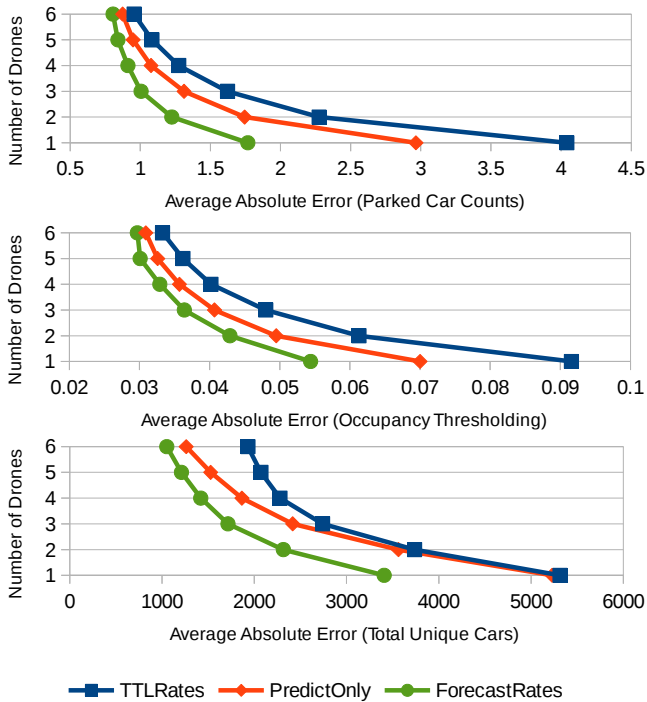 Number of Drones
6
5
4
3
2
1
0.5 1 1.5 2 2.5 3 3.5 4 4.5
Average Absolute Error (Parked Car Counts)
Number of Drones
6
5
4
3
2
1
0.02 0.03 0.04 0.05 0.06 0.07 0.08 0.09 0.1
Average Absolute Error (Occupancy Thresholding)
Number of Drones
6
5
4
3
2
1
0 1000 2000 3000 4000 5000 6000
Average Absolute Error (Total Unique Cars)
TTLRates PredictOnly ForecastRates